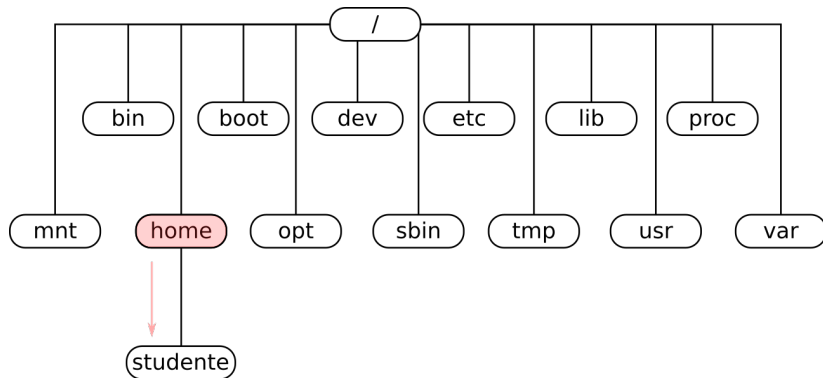 /
bin boot dev etc lib proc
mnt home opt sbin tmp usr var
studente